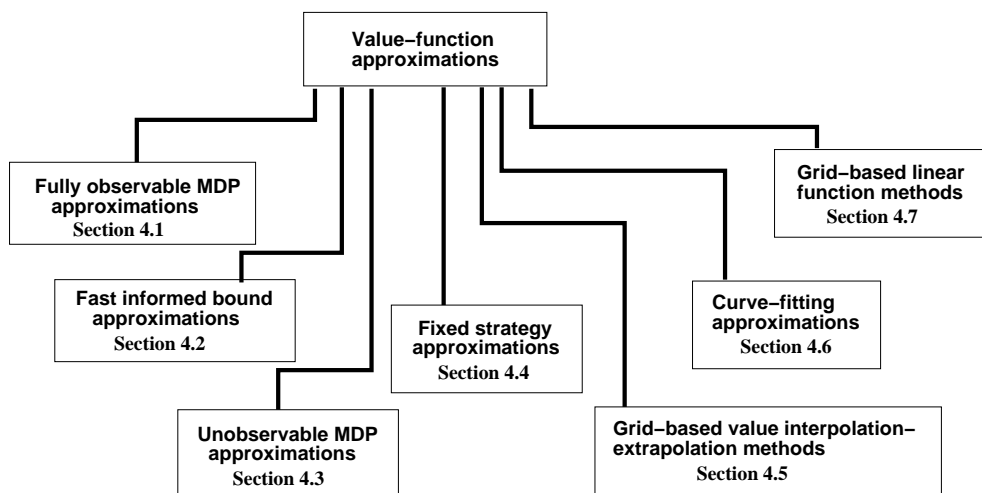 Value–function
approximations
Fully observable MDP
approximations
Section 4.1
Fast informed bound
approximations
Section 4.2
Unobservable MDP
approximations
Section 4.3
Fixed strategy
approximations
Section 4.4
Grid–based value interpolation–
extrapolation methods
Section 4.5
Curve–fitting
approximations
Section 4.6
Grid–based linear
function methods
Section 4.7